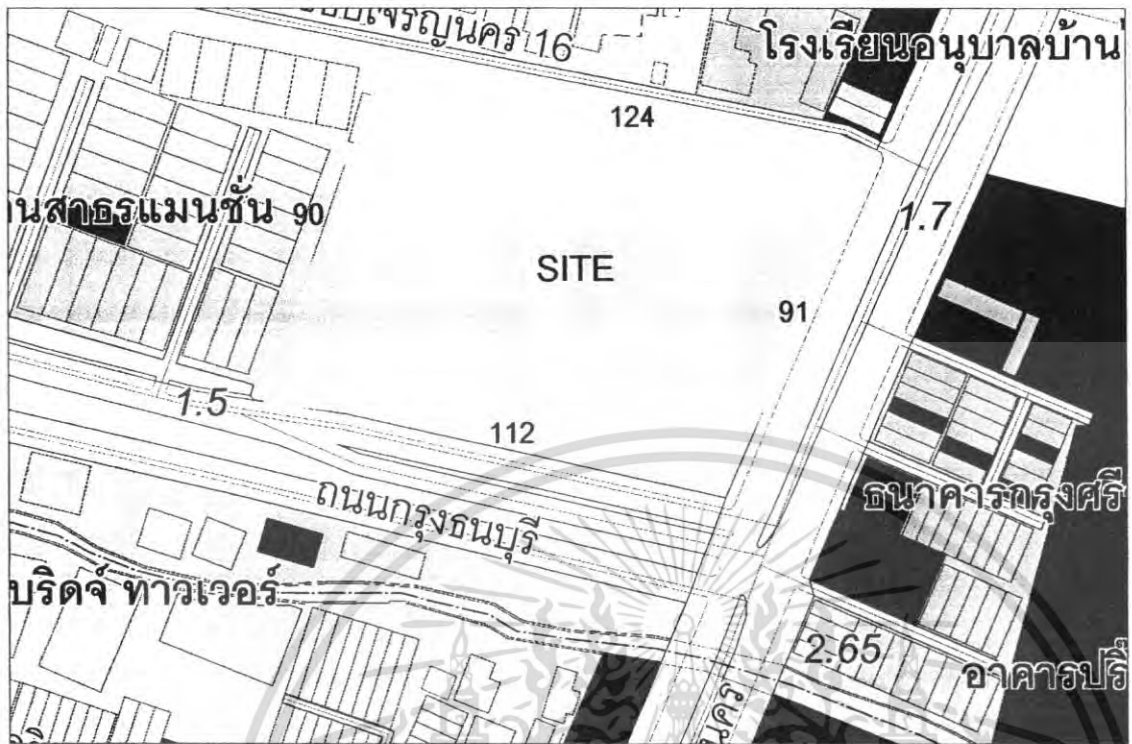 เจริญนคร 16
โรงเรียนอนุบาลบ้าน
124
สาธรแมนชั่น 90
1.7
SITE
91
1.5
112
ถนนกรุงธนบุรี
ธนาคารกรุงศรี
บริดจ์ ทาวเวอร์
2.65
อาคารปริ
นคร